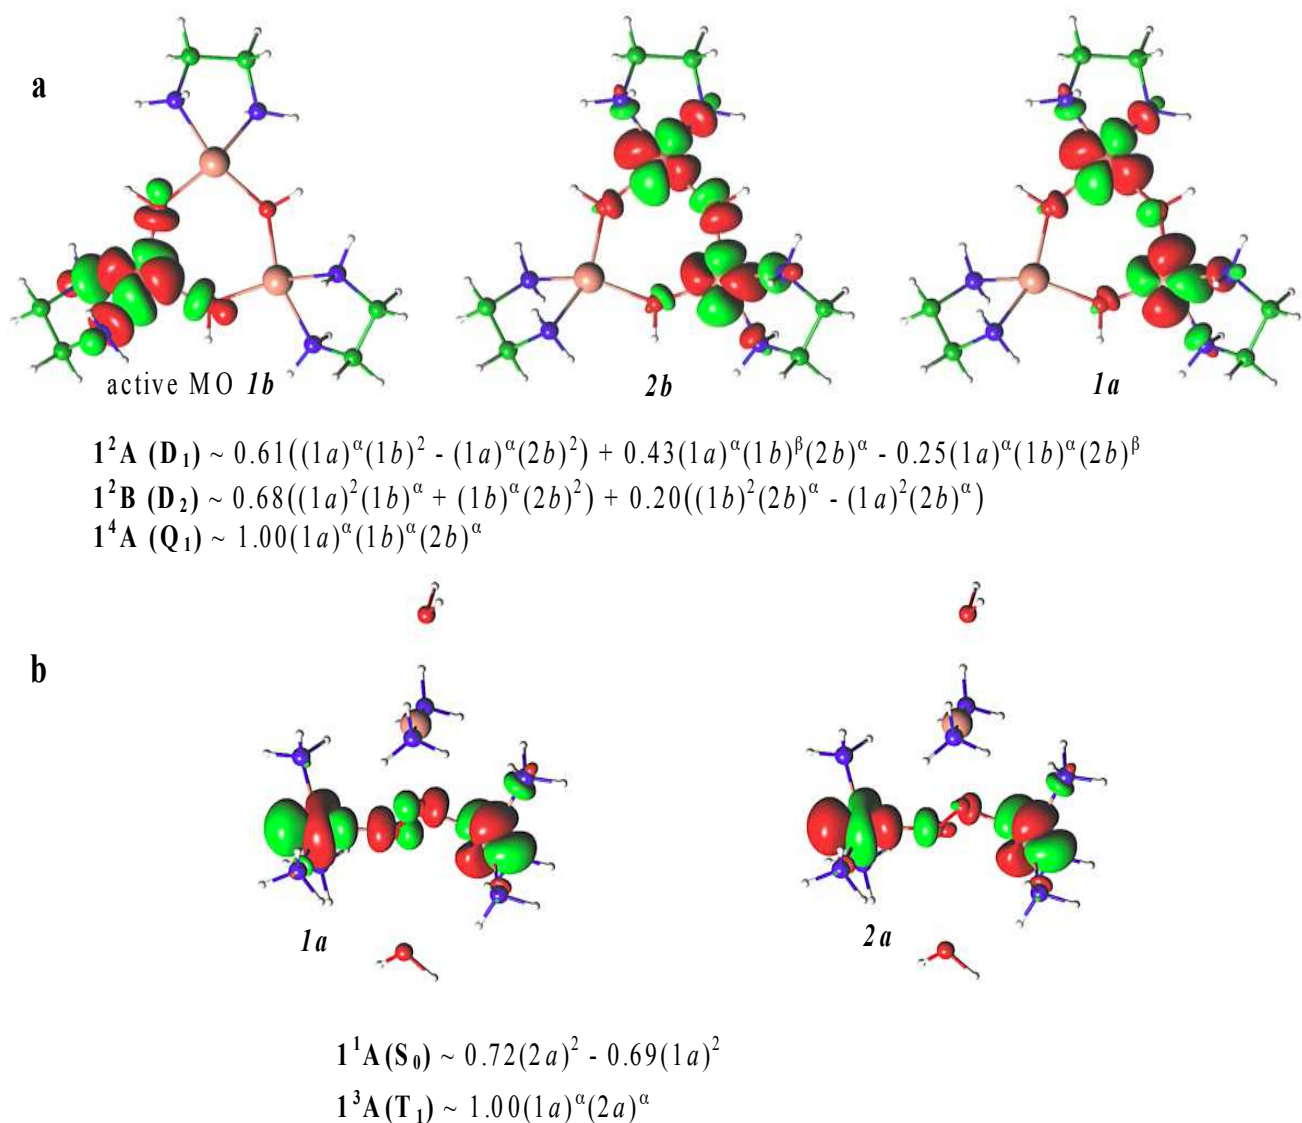 a
active MO 1b
2b
1a
1²A (D₁) ~ 0.61((1a)ᵅ(1b)² - (1a)ᵅ(2b)²) + 0.43(1a)ᵅ(1b)ᵝ(2b)ᵅ - 0.25(1a)ᵅ(1b)ᵅ(2b)ᵝ
1²B (D₂) ~ 0.68((1a)²(1b)ᵅ + (1b)ᵅ(2b)²) + 0.20((1b)²(2b)ᵅ - (1a)²(2b)ᵅ)
1⁴A (Q₁) ~ 1.00(1a)ᵅ(1b)ᵅ(2b)ᵅ
b
1a
2a
1¹A(S₀) ~ 0.72(2a)² - 0.69(1a)²
1³A(T₁) ~ 1.00(1a)ᵅ(2a)ᵅ